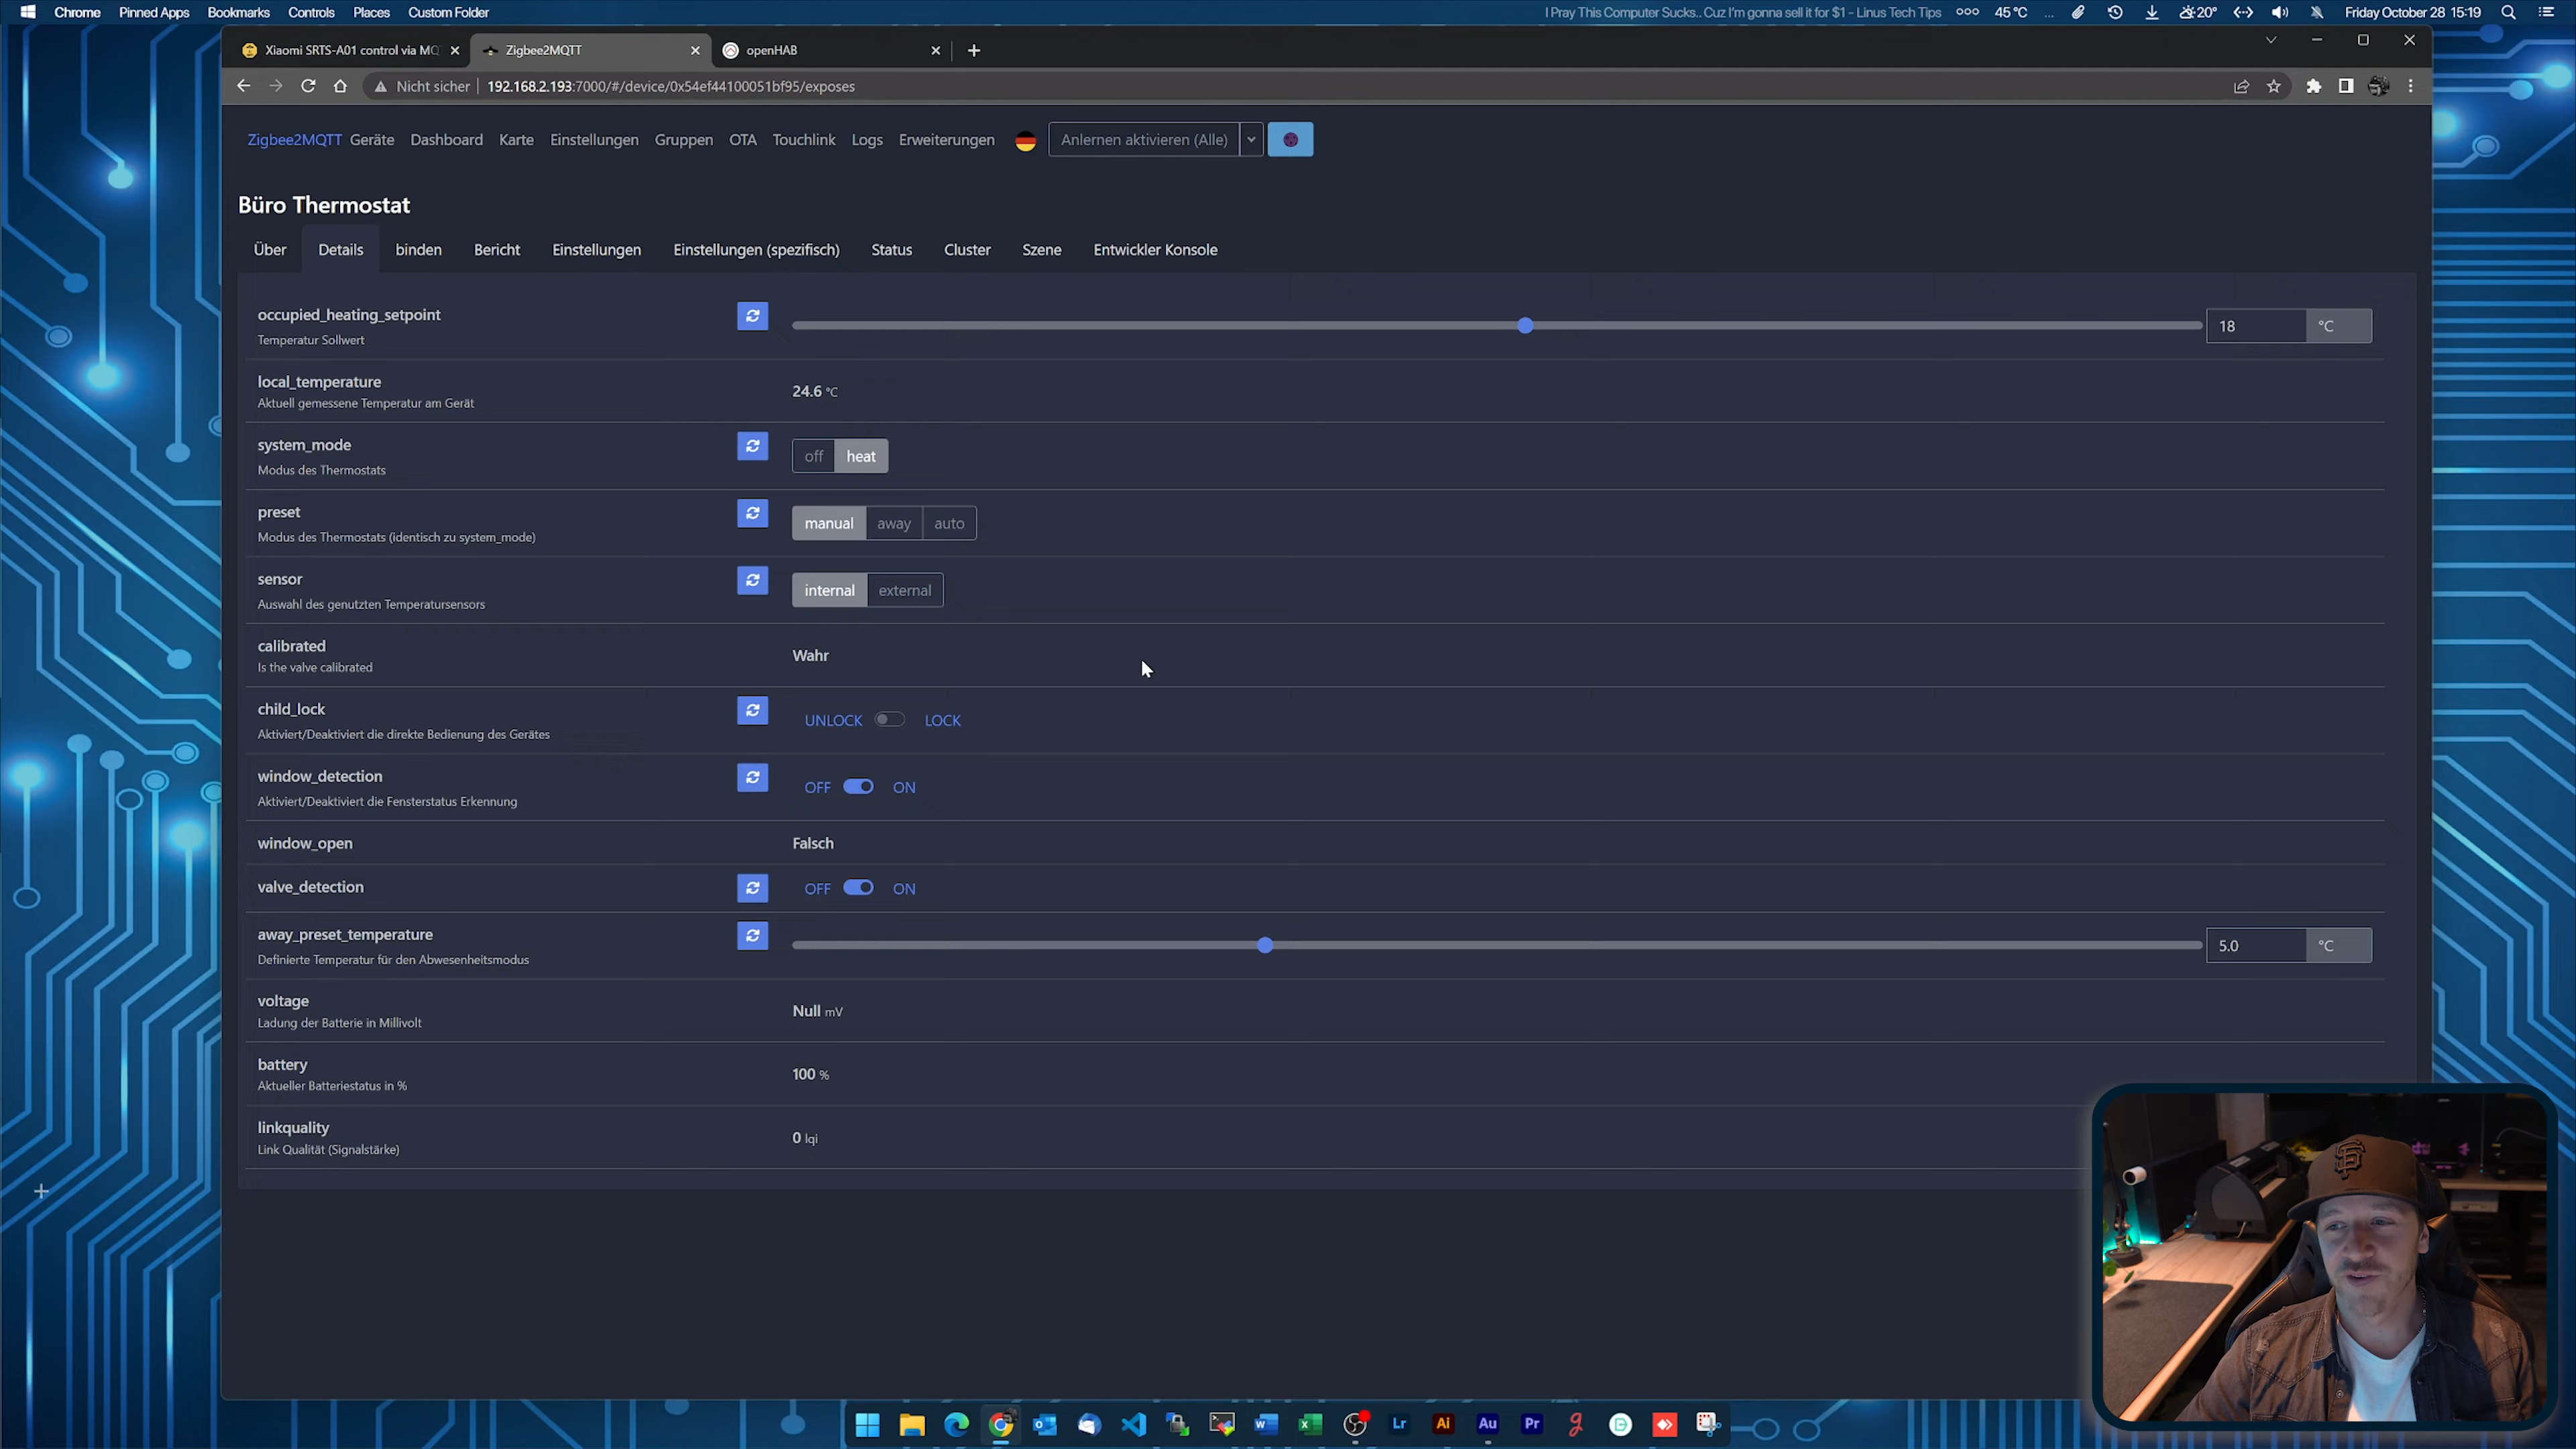 Chrome Pinned Apps Bookmarks Controls Places Custom Folder I Pray This Computer Sucks.. Cuz I'm gonna sell it for $1 - Linus Tech Tips 45 °C ... 20° Friday October 28 15:19
Xiaomi SRTS-A01 control via MQ Zigbee2MQTT openHAB
Nicht sicher 192.168.2.193:7000/#/device/0x54ef44100051bf95/exposes
Zigbee2MQTT Geräte Dashboard Karte Einstellungen Gruppen OTA Touchlink Logs Erweiterungen Anlernen aktivieren (Alle)
Büro Thermostat
Über Details binden Bericht Einstellungen Einstellungen (spezifisch) Status Cluster Szene Entwickler Konsole
occupied_heating_setpoint 18 °C
Temperatur Sollwert
local_temperature 24.6 °C
Aktuell gemessene Temperatur am Gerät
system_mode off heat
Modus des Thermostats
preset manual away auto
Modus des Thermostats (identisch zu system_mode)
sensor internal external
Auswahl des genutzten Temperatursensors
calibrated Wahr
Is the valve calibrated
child_lock UNLOCK LOCK
Aktiviert/Deaktiviert die direkte Bedienung des Gerätes
window_detection OFF ON
Aktiviert/Deaktiviert die Fensterstatus Erkennung
window_open Falsch
valve_detection OFF ON
away_preset_temperature 5.0 °C
Definierte Temperatur für den Abwesenheitsmodus
voltage Null mV
Ladung der Batterie in Millivolt
battery 100 %
Aktueller Batteriestatus in %
linkquality 0 lqi
Link Qualität (Signalstärke)
SF
Lr Ai Au Pr